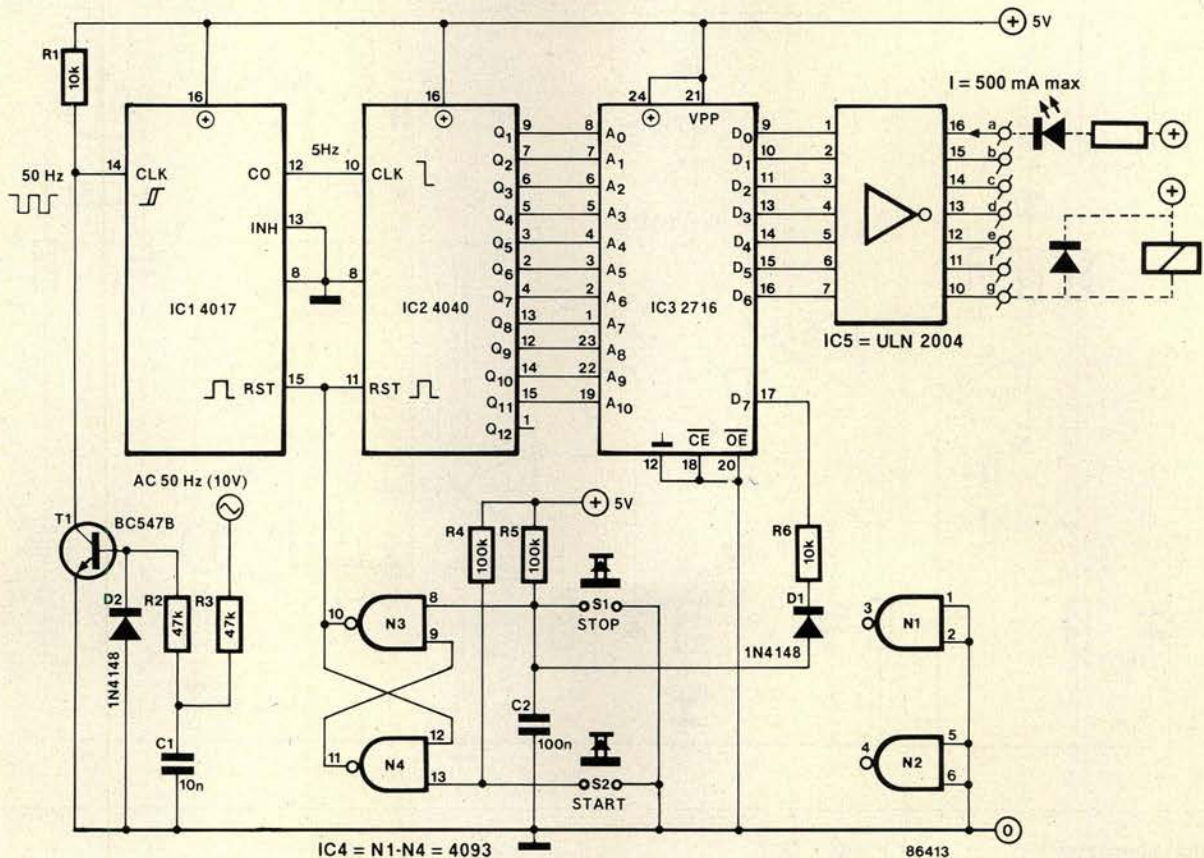 5V
R1
10k
I = 500 mA max
16
16
24
21
VPP
Q1 9 8 A0 D0 9 1 16 a
14
CLK
CO 12 5Hz 10 CLK
Q2 7 7 A1 D1 10 2 15 b
50 Hz
Q3 6 6 A2 D2 11 3 14 c
INH 13
Q4 5 5 A3 D3 13 4 13 d
Q5 3 4 A4 D4 14 5 12 e
8 8
Q6 2 3 A5 D5 15 6 11 f
Q7 4 2 A6 D6 16 7 10 g
IC1 4017
IC2 4040
IC3 2716
Q8 13 1 A7
IC5 = ULN 2004
Q9 12 23 A8
RST 15 11 RST
Q10 14 22 A9
Q11 15 19 A10
D7 17
Q12 1
CE OE
12 18 20
AC 50 Hz (10V)
5V
T1
BC547B
R4
100k
R5
100k
R6
10k
D2
1N4148
R2
47k
R3
47k
S1
STOP
D1
1N4148
10 N3 8
9
3 N1 1
2
C1
10n
C2
100n
11 N4 12
13
S2
START
4 N2 5
6
0
IC4 = N1-N4 = 4093
86413